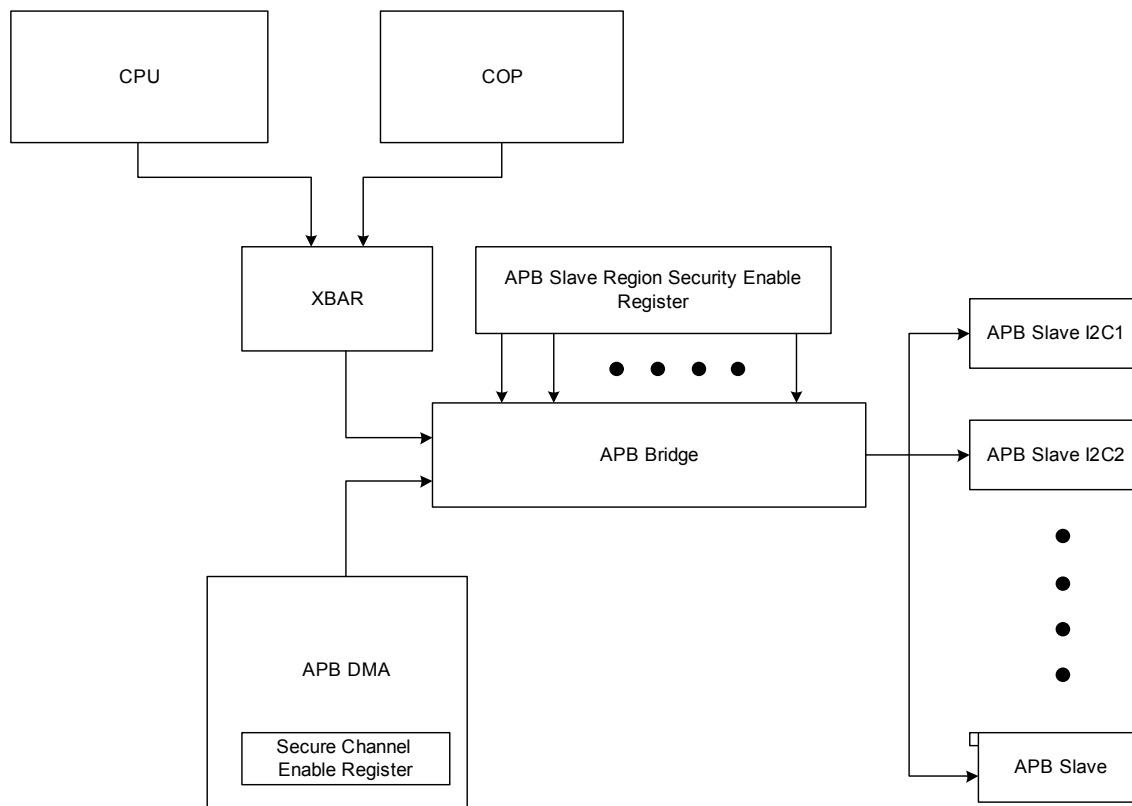 CPU
COP
XBAR
APB Slave Region Security Enable
Register
APB Slave I2C1
APB Bridge
APB Slave I2C2
APB DMA
Secure Channel
Enable Register
APB Slave